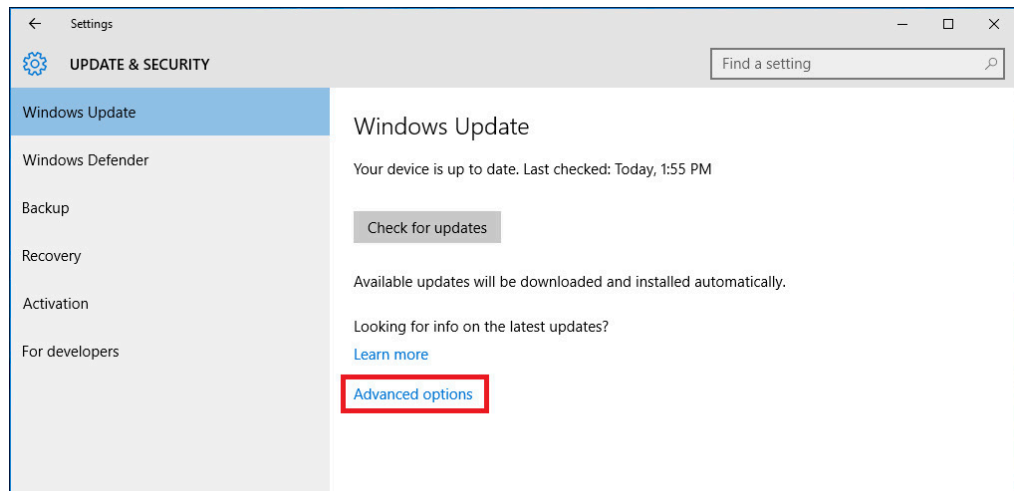 Settings
UPDATE & SECURITY
Find a setting
Windows Update
Windows Defender
Backup
Recovery
Activation
For developers
Windows Update
Your device is up to date. Last checked: Today, 1:55 PM
Check for updates
Available updates will be downloaded and installed automatically.
Looking for info on the latest updates?
Learn more
Advanced options